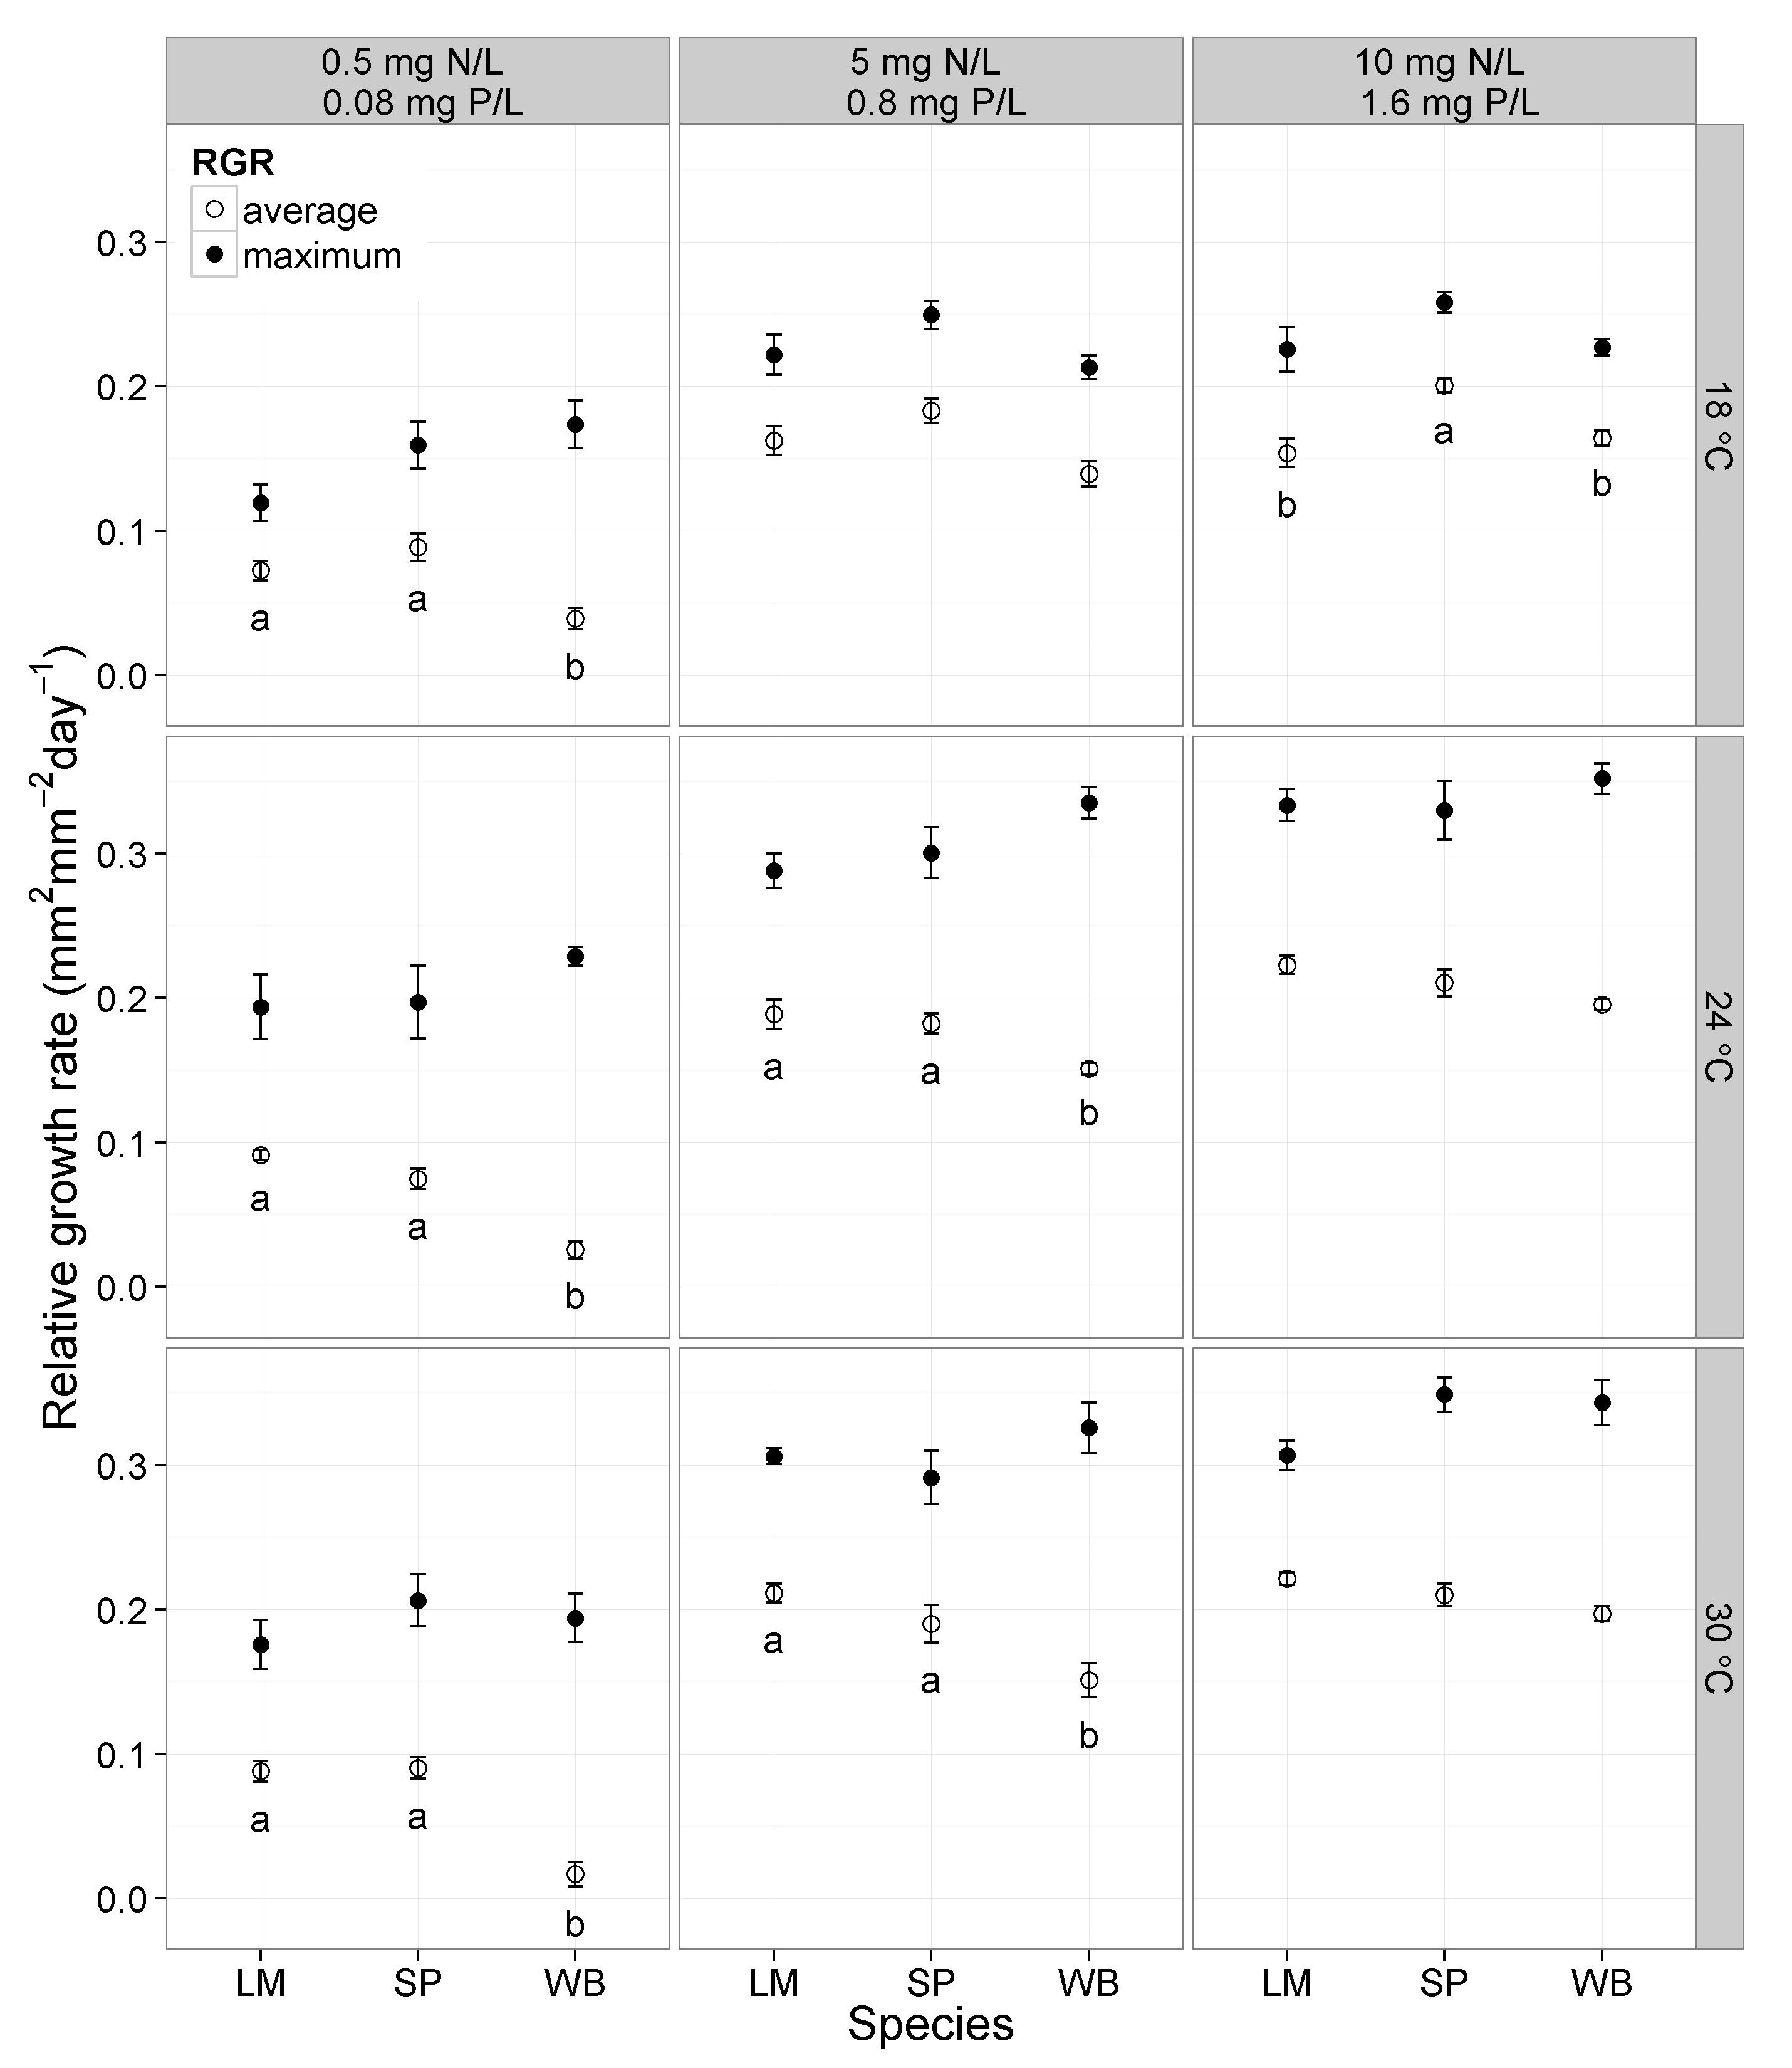 0.5 mg N/L
0.08 mg P/L
5 mg N/L
0.8 mg P/L
10 mg N/L
1.6 mg P/L
RGR
average
maximum
0.3
0.2
0.1
0.0
a
a
b
b
a
b
18 °C
0.3
0.2
0.1
0.0
a
a
b
a
a
b
24 °C
0.3
0.2
0.1
0.0
a
a
b
a
a
b
30 °C
Relative growth rate (mm²mm⁻²day⁻¹)
LM SP WB LM SP WB LM SP WB
Species